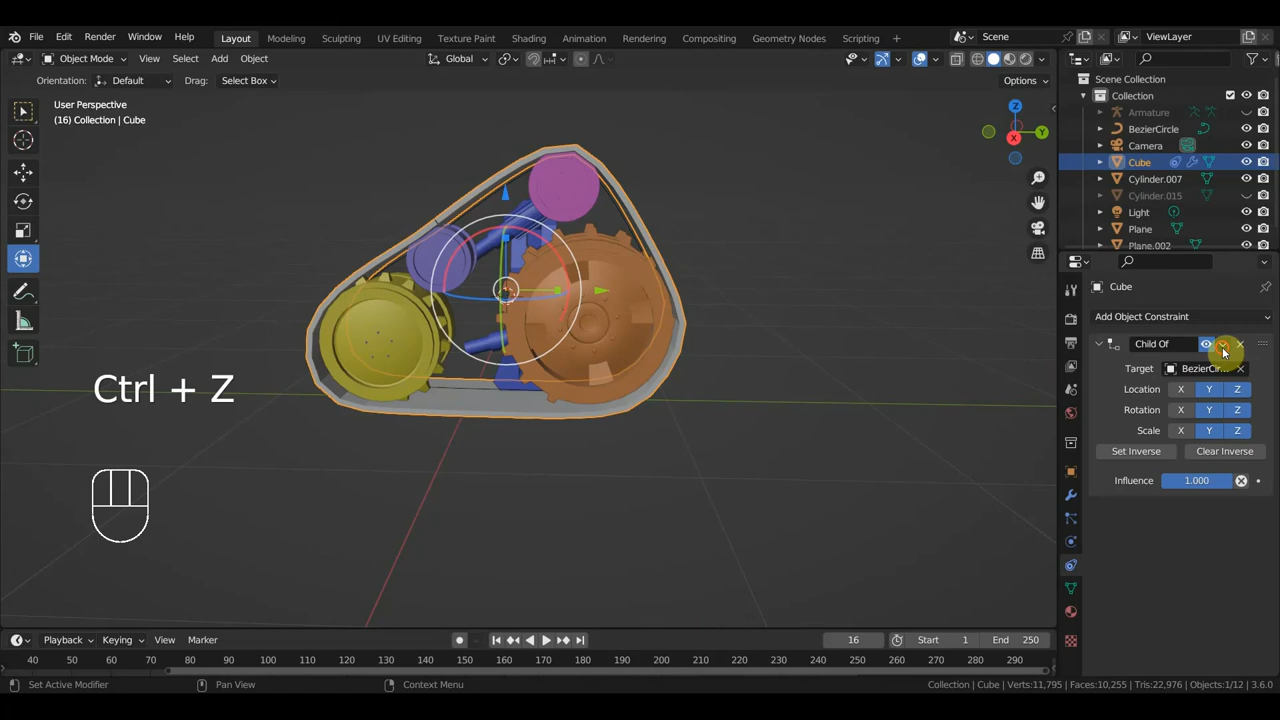 File Edit Render Window Help Layout Modeling Sculpting UV Editing Texture Paint Shading Animation Rendering Compositing Geometry Nodes Scripting + Scene ViewLayer
Object Mode View Select Add Object Global
Orientation: Default Drag: Select Box Options
User Perspective
(16) Collection | Cube
Z
Y
X
Scene Collection
Collection
Armature
BezierCircle
Camera
Cube
Cylinder.007
Cylinder.015
Light
Plane
Plane.002
Cube
Add Object Constraint
Child Of
Target BezierCir...
Location X Y Z
Rotation X Y Z
Scale X Y Z
Set Inverse Clear Inverse
Influence 1.000
Ctrl + Z
Playback Keying View Marker 16 Start 1 End 250
40 50 60 70 80 90 100 110 120 130 140 150 160 170 180 190 200 210 220 230 240 250 260 270 280 290
Set Active Modifier Pan View Context Menu Collection | Cube | Verts:11,795 | Faces:10,255 | Tris:22,976 | Objects:1/12 | 3.6.0